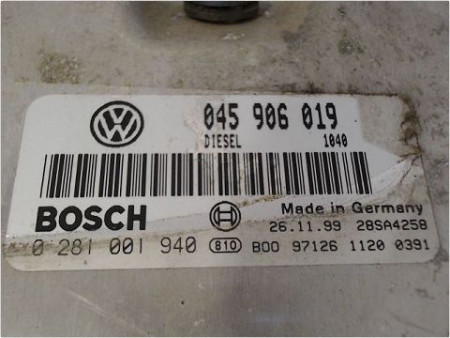 045 906 019
DIESEL 1040
BOSCH
Made in Germany
26.11.99 28SA4258
0 281 001 940 810 B00 97126 1120 0391